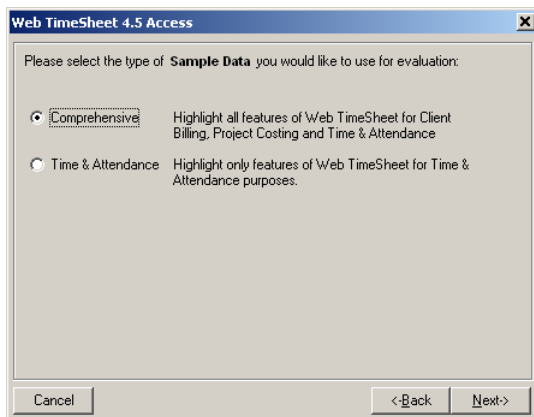 Web TimeSheet 4.5 Access
Please select the type of Sample Data you would like to use for evaluation:
Comprehensive
Highlight all features of Web TimeSheet for Client
Billing, Project Costing and Time & Attendance
Time & Attendance
Highlight only features of Web TimeSheet for Time &
Attendance purposes.
Cancel
<-Back
Next->